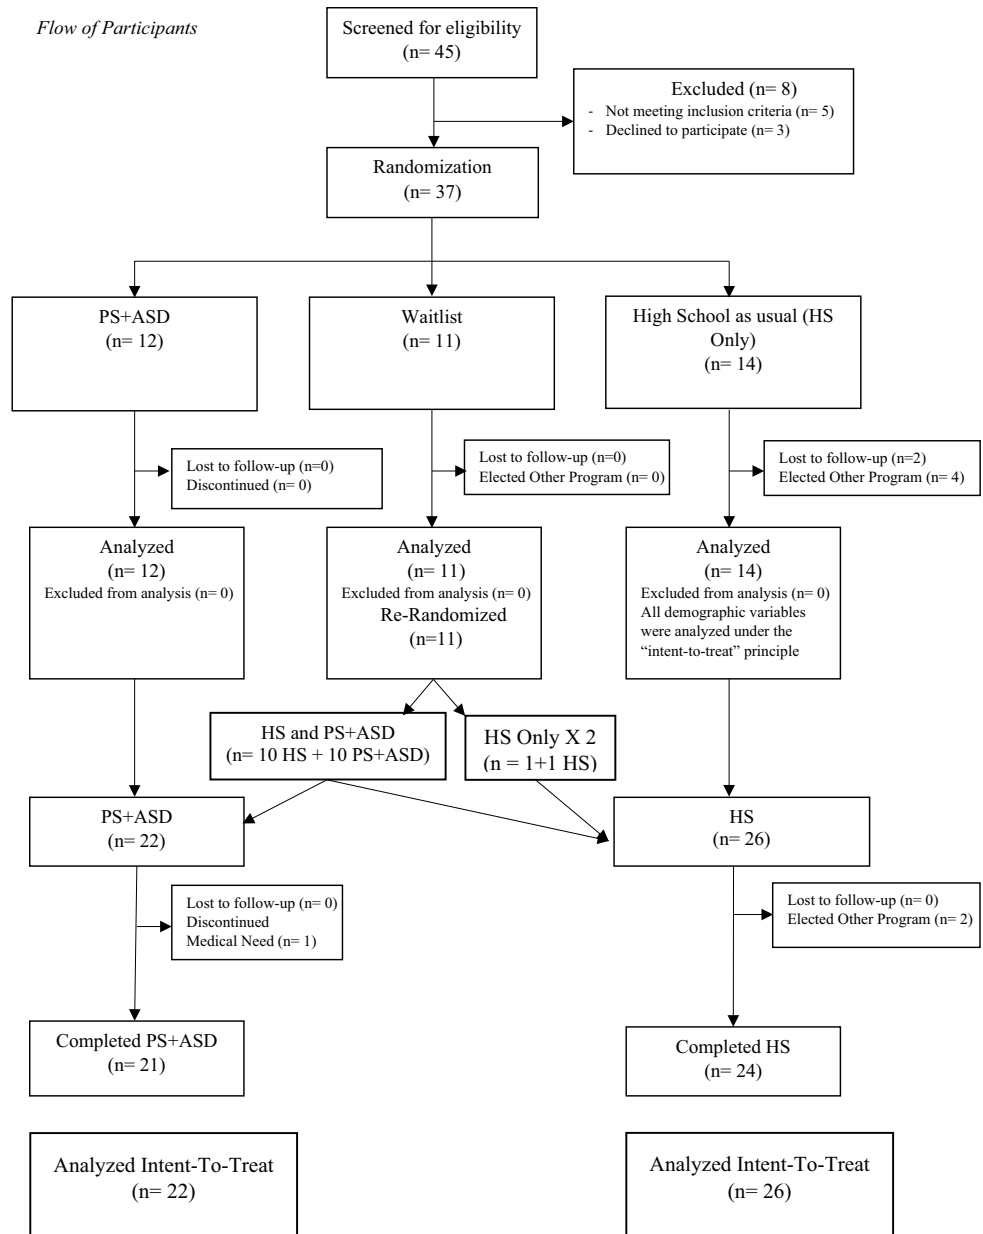 Flow of Participants
Screened for eligibility
(n= 45)
Excluded (n= 8)
- Not meeting inclusion criteria (n= 5)
- Declined to participate (n= 3)
Randomization
(n= 37)
PS+ASD
(n= 12)
Waitlist
(n= 11)
High School as usual (HS
Only)
(n= 14)
Lost to follow-up (n=0)
Discontinued (n= 0)
Lost to follow-up (n=0)
Elected Other Program (n= 0)
Lost to follow-up (n=2)
Elected Other Program (n= 4)
Analyzed
(n= 12)
Excluded from analysis (n= 0)
Analyzed
(n= 11)
Excluded from analysis (n= 0)
Re-Randomized
(n=11)
Analyzed
(n= 14)
Excluded from analysis (n= 0)
All demographic variables
were analyzed under the
“intent-to-treat” principle
HS and PS+ASD
(n= 10 HS + 10 PS+ASD)
HS Only X 2
(n = 1+1 HS)
PS+ASD
(n= 22)
HS
(n= 26)
Lost to follow-up (n= 0)
Discontinued
Medical Need (n= 1)
Lost to follow-up (n= 0)
Elected Other Program (n= 2)
Completed PS+ASD
(n= 21)
Completed HS
(n= 24)
Analyzed Intent-To-Treat
(n= 22)
Analyzed Intent-To-Treat
(n= 26)